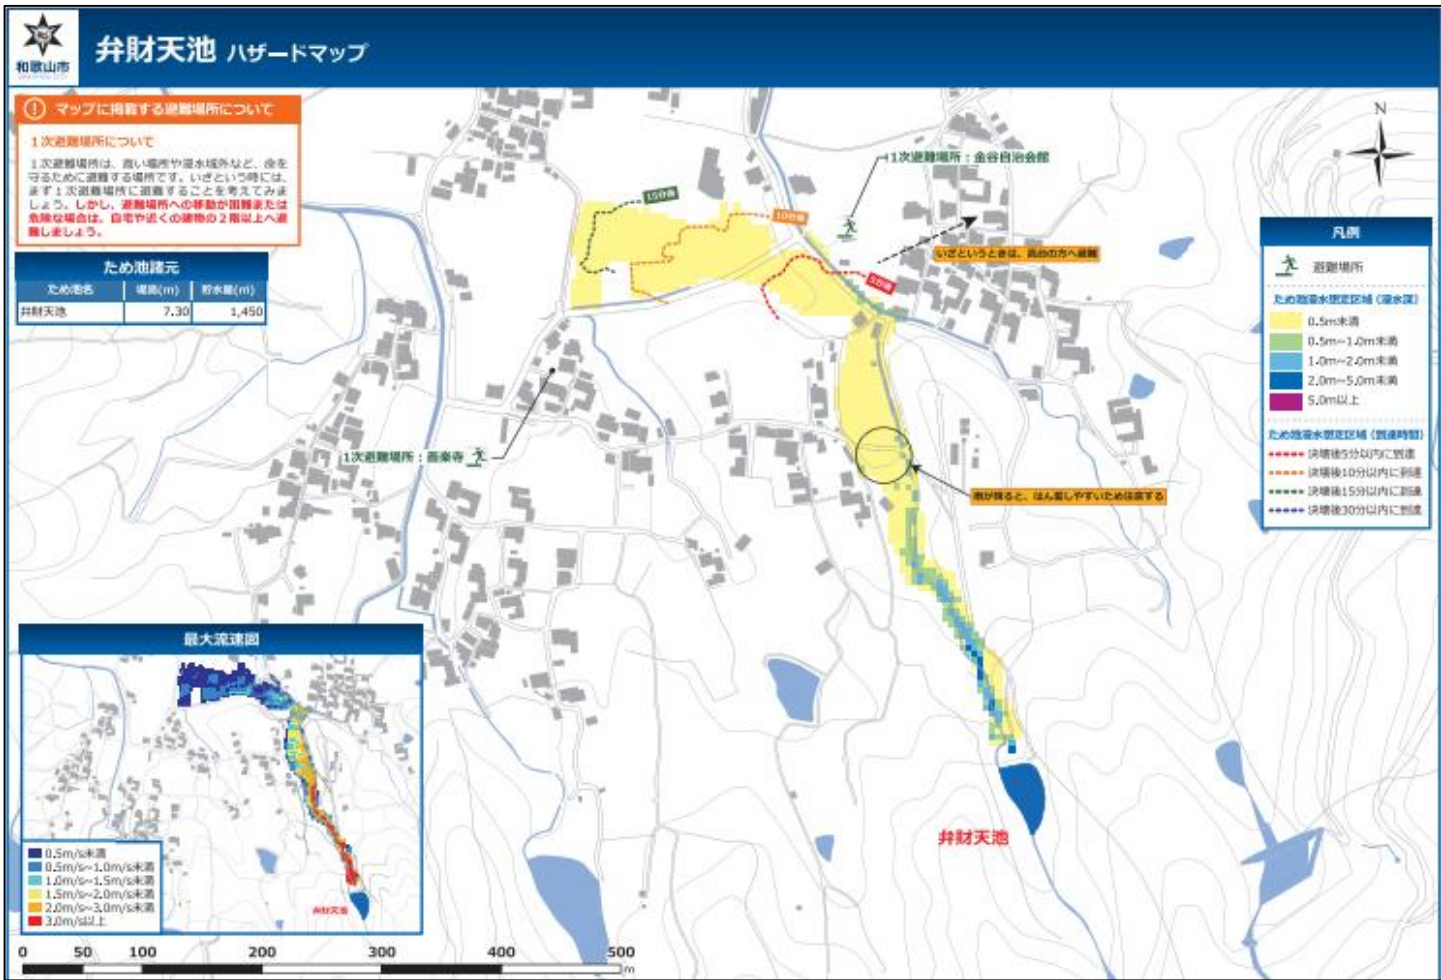 和歌山市
弁財天池 ハザードマップ
! マップに掲載する避難場所について
1次避難場所について
1次避難場所は、高い場所や浸水域外など、命を
守るために避難する場所です。いざという時には、
まず1次避難場所に避難することを考えてみま
しょう。しかし、避難場所への移動が困難または
危険な場合は、自宅や近くの建物の2階以上へ避
難しましょう。
ため池諸元
ため池名 堤高(m) 貯水量(m)
弁財天池 7.30 1,450
N
1次避難場所：金谷自治会館
15分後
10分後
5分後
いざというときは、高台の方へ避難
1次避難場所：
雨が降ると、はん濫しやすいため注意する
弁財天池
凡例
避難場所
ため池浸水想定区域（浸水深）
0.5m未満
0.5m~1.0m未満
1.0m~2.0m未満
2.0m~5.0m未満
5.0m以上
ため池浸水想定区域（到達時間）
決壊後5分以内に到達
決壊後10分以内に到達
決壊後15分以内に到達
決壊後30分以内に到達
最大流速図
0.5m/s未満
0.5m/s~1.0m/s未満
1.0m/s~1.5m/s未満
1.5m/s~2.0m/s未満
2.0m/s~3.0m/s未満
3.0m/s以上
弁財天池
0 50 100 200 300 400 500
m